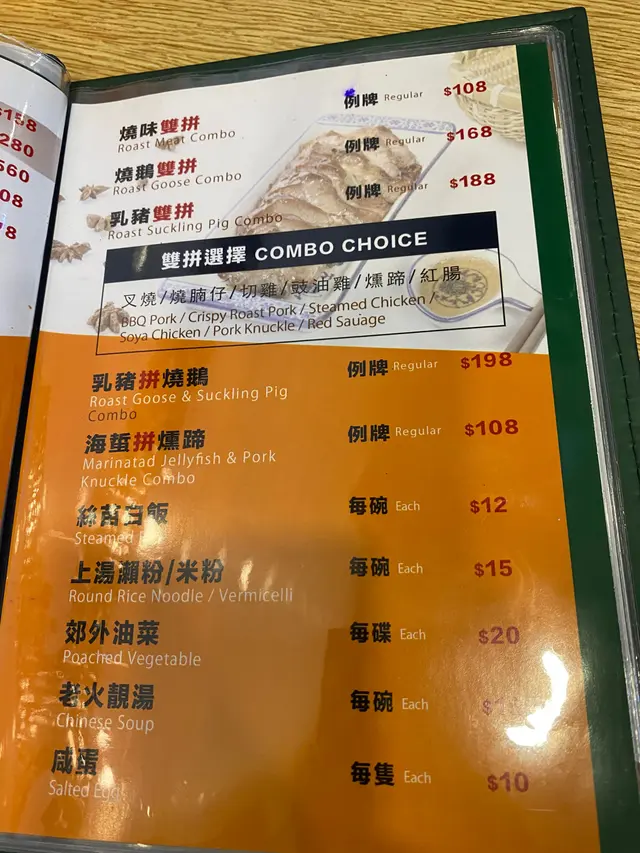 $158
280
560
08
78
燒味雙拼 例牌 Regular $108
Roast Meat Combo
燒鵝雙拼 例牌 Regular $168
Roast Goose Combo
乳豬雙拼 例牌 Regular $188
Roast Suckling Pig Combo
雙拼選擇 COMBO CHOICE
叉燒/燒腩仔/切雞/豉油雞/燻蹄/紅腸
BBQ Pork / Crispy Roast Pork / Steamed Chicken /
Soya Chicken / Pork Knuckle / Red Sauage
乳豬拼燒鵝 例牌 Regular $198
Roast Goose & Suckling Pig
Combo
海蜇拼燻蹄 例牌 Regular $108
Marinatad Jellyfish & Pork
Knuckle Combo
絲苗白飯 每碗 Each $12
Steamed
上湯瀨粉/米粉 每碗 Each $15
Round Rice Noodle / Vermicelli
郊外油菜 每碟 Each $20
Poached Vegetable
老火靚湯 每碗 Each
Chinese Soup
咸蛋 每隻 Each $10
Salted Egg